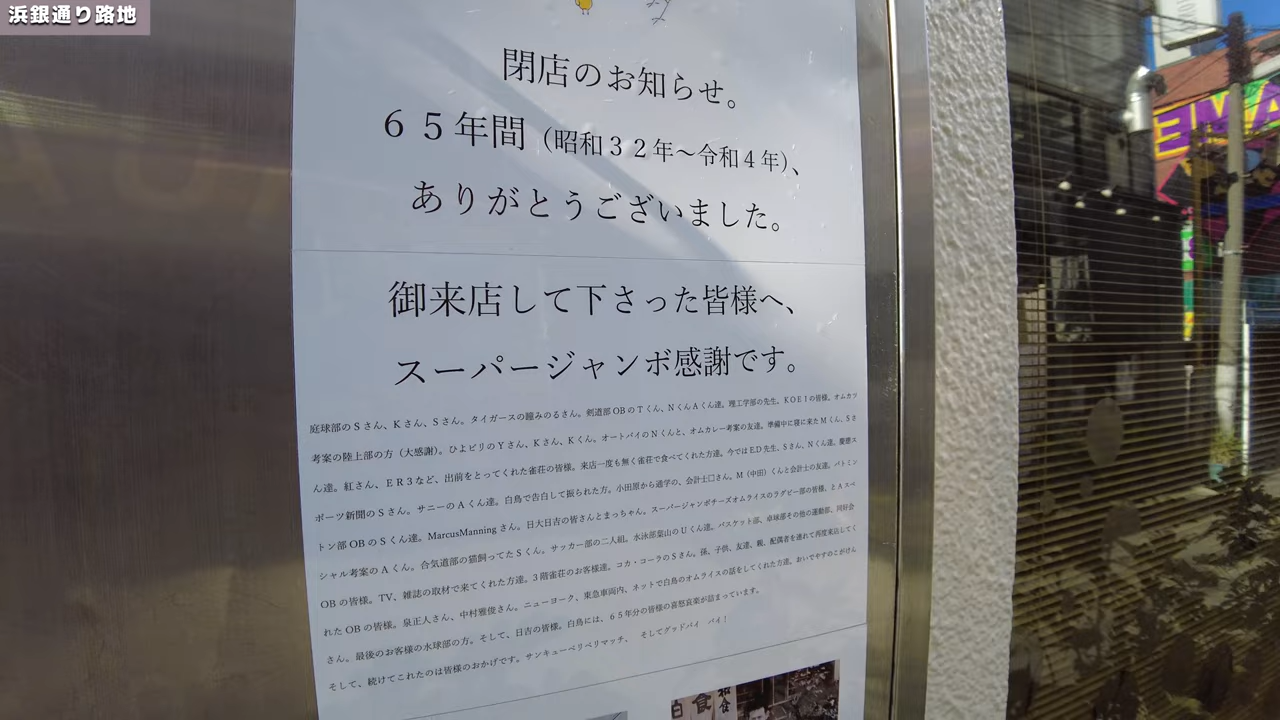 浜銀通り路地
閉店のお知らせ。
６５年間（昭和３２年～令和４年）、
ありがとうございました。
御来店して下さった皆様へ、
スーパージャンボ感謝です。
庭球部のＳさん、Ｋさん、Ｓさん。タイガースの瞳みのるさん。剣道部OBのＴくん、ＮくんＡくん達。理工学部の先生。ＫＯＥＩの皆様。オムカツ
考案の陸上部の方（大感謝）。ひよビリのＹさん、Ｋさん、Ｋくん。オートバイのＮくんと、オムカレー考案の友達。準備中に寝に来たＭくん、Ｓさ
ん達。紅さん、ＥＲ３など、出前をとってくれた雀荘の皆様。来店一度も無く雀荘で食べてくれた方達。今ではＥＤ先生、Ｓさん、Ｎくん達。慶應ス
ポーツ新聞のＳさん。サニーのＡくん達。白鳥で告白して振られた方。小田原から通学の、会計士口さん。Ｍ（中田）くんと会計士の友達。バトミン
トン部OBのＳくん達。MarcusManningさん。日大日吉の皆さんとまっちゃん。スーパージャンボチーズオムライスのラグビー部の皆様、とＡスペ
シャル考案のＡくん。合気道部の猫飼ってたＳくん。サッカー部の二人組。水泳部葉山のＵくん達。バスケット部、卓球部その他の運動部、同好会
OBの皆様。TV、雑誌の取材で来てくれた方達。３階雀荘のお客様達。コカ・コーラのＳさん。孫、子供、友達、親、配偶者を連れて再度来店してく
れたOBの皆様。泉正人さん、中村雅俊さん。ニューヨーク、東急車両内、ネットで白鳥のオムライスの話をしてくれた方達。おいでやすのこがけん
さん。最後のお客様の水球部の方。そして、日吉の皆様。白鳥には、６５年分の皆様の喜怒哀楽が詰まっています。
そして、続けてこれたのは皆様のおかげです。サンキューベリベリマッチ、　そしてグッドバイ　バイ！
白 食 和食